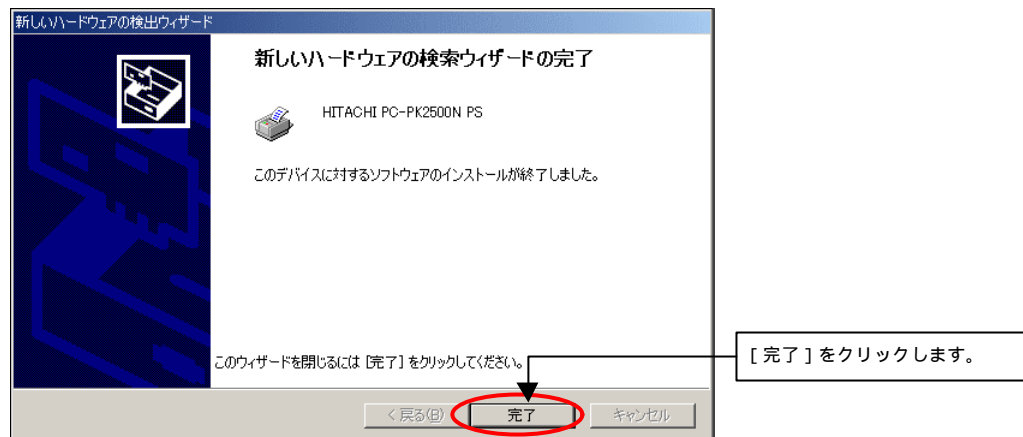 新しいハードウェアの検出ウィザード
新しいハードウェアの検索ウィザードの完了
HITACHI PC-PK2500N PS
このデバイスに対するソフトウェアのインストールが終了しました。
このウィザードを閉じるには [完了] をクリックしてください。
[ 完了 ] をクリックします。
< 戻る(B)
完了
キャンセル